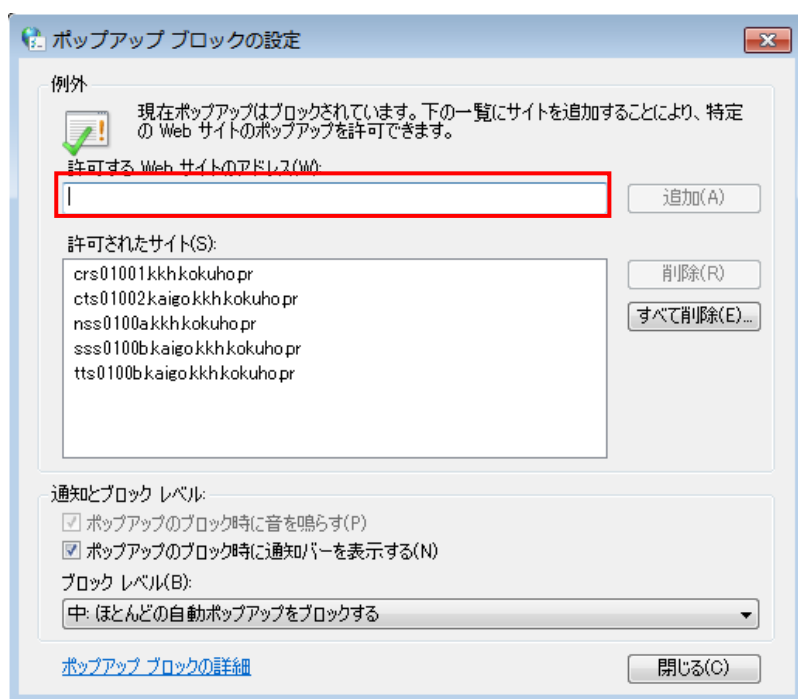 ポップアップ ブロックの設定
例外
現在ポップアップはブロックされています。下の一覧にサイトを追加することにより、特定
の Web サイトのポップアップを許可できます。
許可する Web サイトのアドレス(W):
追加(A)
許可されたサイト(S):
crs01001.kkh.kokuho.pr
削除(R)
cts01002.kaigo.kkh.kokuho.pr
nss0100a.kkh.kokuho.pr
すべて削除(E)...
sss0100b.kaigo.kkh.kokuho.pr
tts0100b.kaigo.kkh.kokuho.pr
通知とブロック レベル:
ポップアップのブロック時に音を鳴らす(P)
ポップアップのブロック時に通知バーを表示する(N)
ブロック レベル(B):
中: ほとんどの自動ポップアップをブロックする
ポップアップ ブロックの詳細
閉じる(C)